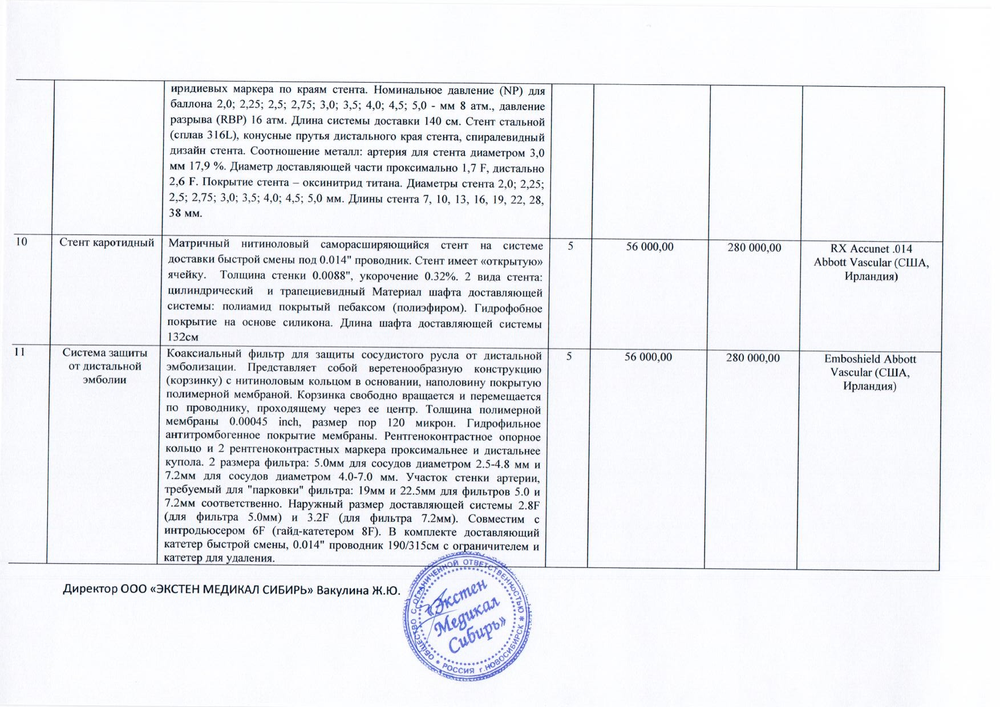 иридиевых маркера по краям стента. Номинальное давление (NP) для
баллона 2,0; 2,25; 2,5; 2,75; 3,0; 3,5; 4,0; 4,5; 5,0 - мм 8 атм., давление
разрыва (RBP) 16 атм. Длина системы доставки 140 см. Стент стальной
(сплав 316L), конусные прутья дистального края стента, спиралевидный
дизайн стента. Соотношение металл: артерия для стента диаметром 3,0
мм 17,9 %. Диаметр доставляющей части проксимально 1,7 F, дистально
2,6 F. Покрытие стента – оксинитрид титана. Диаметры стента 2,0; 2,25;
2,5; 2,75; 3,0; 3,5; 4,0; 4,5; 5,0 мм. Длины стента 7, 10, 13, 16, 19, 22, 28,
38 мм.
10
Стент каротидный
Матричный нитиноловый саморасширяющийся стент на системе
доставки быстрой смены под 0.014" проводник. Стент имеет «открытую»
ячейку. Толщина стенки 0.0088", укорочение 0.32%. 2 вида стента:
цилиндрический и трапециевидный Материал шафта доставляющей
системы: полиамид покрытый пебаксом (полиэфиром). Гидрофобное
покрытие на основе силикона. Длина шафта доставляющей системы
132см
5
56 000,00
280 000,00
RX Accunet .014
Abbott Vascular (США,
Ирландия)
11
Система защиты
от дистальной
эмболии
Коаксиальный фильтр для защиты сосудистого русла от дистальной
эмболизации. Представляет собой веретенообразную конструкцию
(корзинку) с нитиноловым кольцом в основании, наполовину покрытую
полимерной мембраной. Корзинка свободно вращается и перемещается
по проводнику, проходящему через ее центр. Толщина полимерной
мембраны 0.00045 inch, размер пор 120 микрон. Гидрофильное
антитромбогенное покрытие мембраны. Рентгеноконтрастное опорное
кольцо и 2 рентгеноконтрастных маркера проксимальнее и дистальнее
купола. 2 размера фильтра: 5.0мм для сосудов диаметром 2.5-4.8 мм и
7.2мм для сосудов диаметром 4.0-7.0 мм. Участок стенки артерии,
требуемый для "парковки" фильтра: 19мм и 22.5мм для фильтров 5.0 и
7.2мм соответственно. Наружный размер доставляющей системы 2.8F
(для фильтра 5.0мм) и 3.2F (для фильтра 7.2мм). Совместим с
интродьюсером 6F (гайд-катетером 8F). В комплекте доставляющий
катетер быстрой смены, 0.014" проводник 190/315см с ограничителем и
катетер для удаления.
5
56 000,00
280 000,00
Emboshield Abbott
Vascular (США,
Ирландия)
Директор ООО «ЭКСТЕН МЕДИКАЛ СИБИРЬ» Вакулина Ж.Ю.
ОБЩЕСТВО С ОГРАНИЧЕННОЙ ОТВЕТСТВЕННОСТЬЮ * РОССИЯ г.НОВОСИБИРСК *
«Экстен
Медикал
Сибирь»